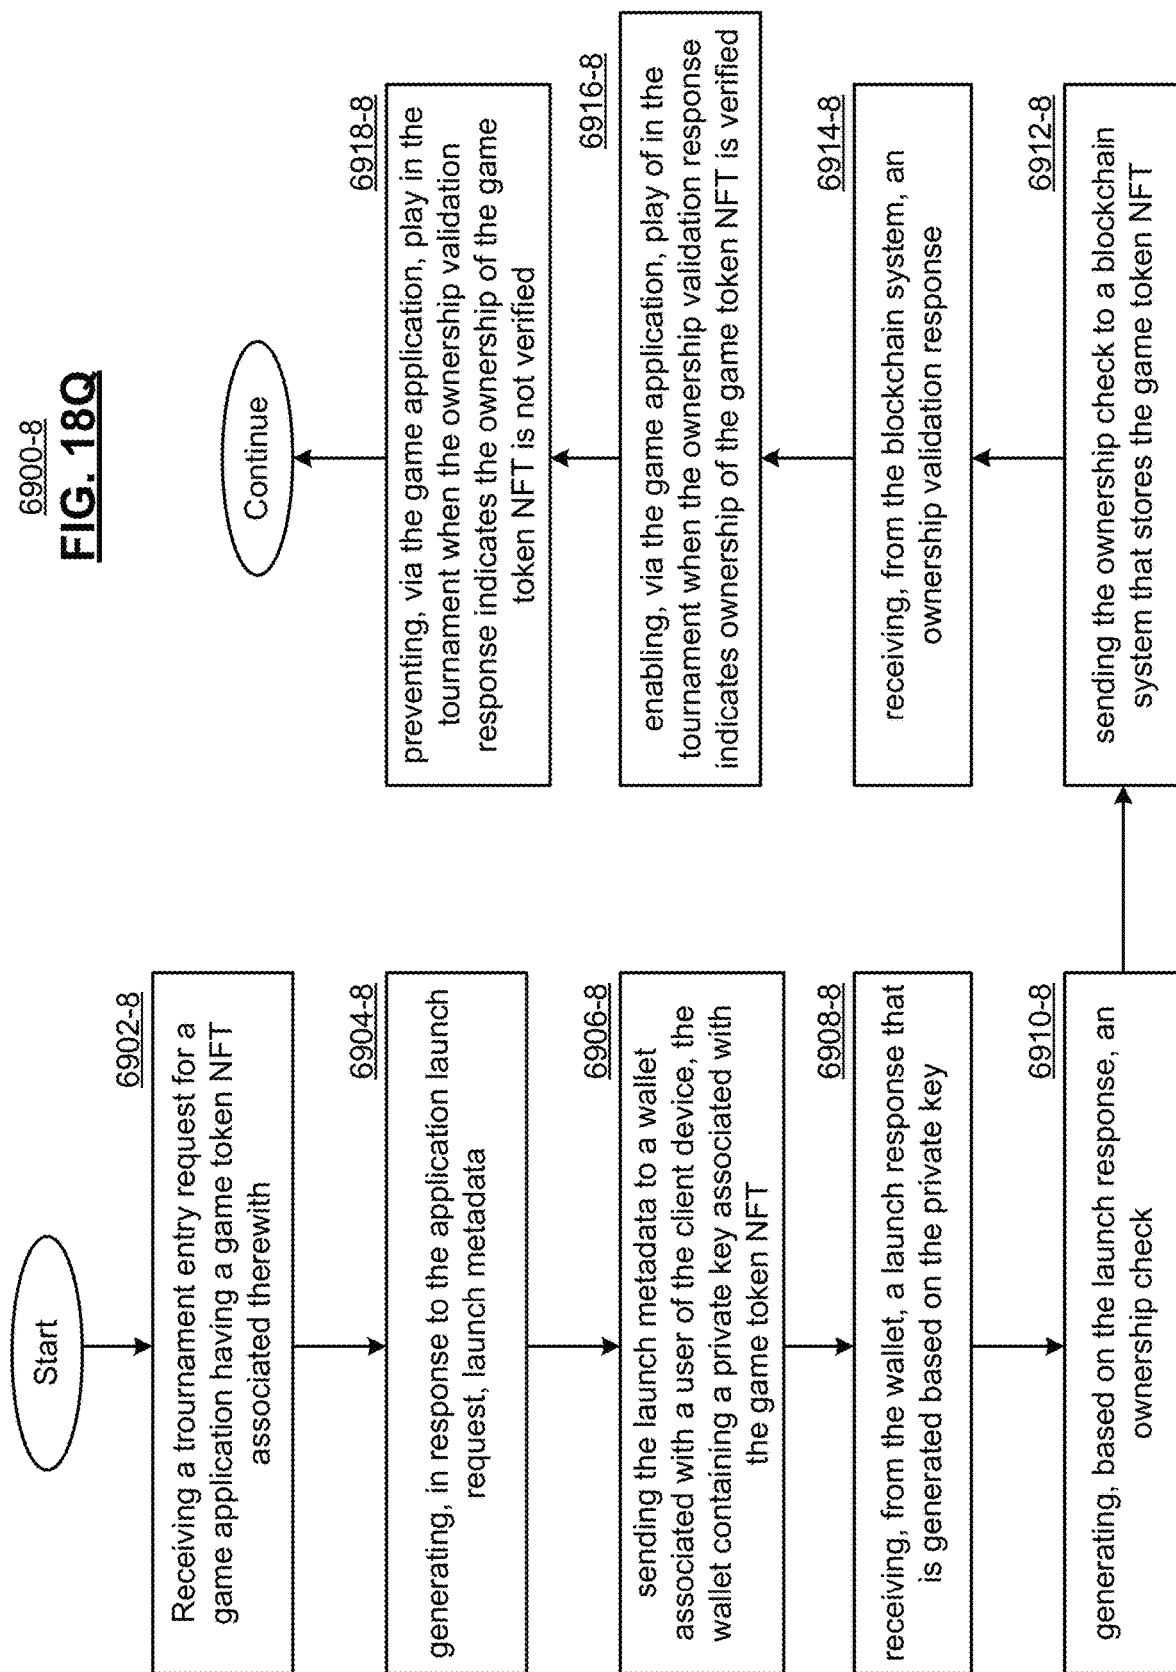 6900-8
FIG. 18Q
Start
6902-8
Receiving a trournament entry request for a
game application having a game token NFT
associated therewith
6904-8
generating, in response to the application launch
request, launch metadata
6906-8
sending the launch metadata to a wallet
associated with a user of the client device, the
wallet containing a private key associated with
the game token NFT
6908-8
receiving, from the wallet, a launch response that
is generated based on the private key
6910-8
generating, based on the launch response, an
ownership check
6912-8
sending the ownership check to a blockchain
system that stores the game token NFT
6914-8
receiving, from the blockchain system, an
ownership validation response
6916-8
enabling, via the game application, play of in the
tournament when the ownership validation response
indicates ownership of the game token NFT is verified
6918-8
preventing, via the game application, play in the
tournament when the ownership validation
response indicates the ownership of the game
token NFT is not verified
Continue